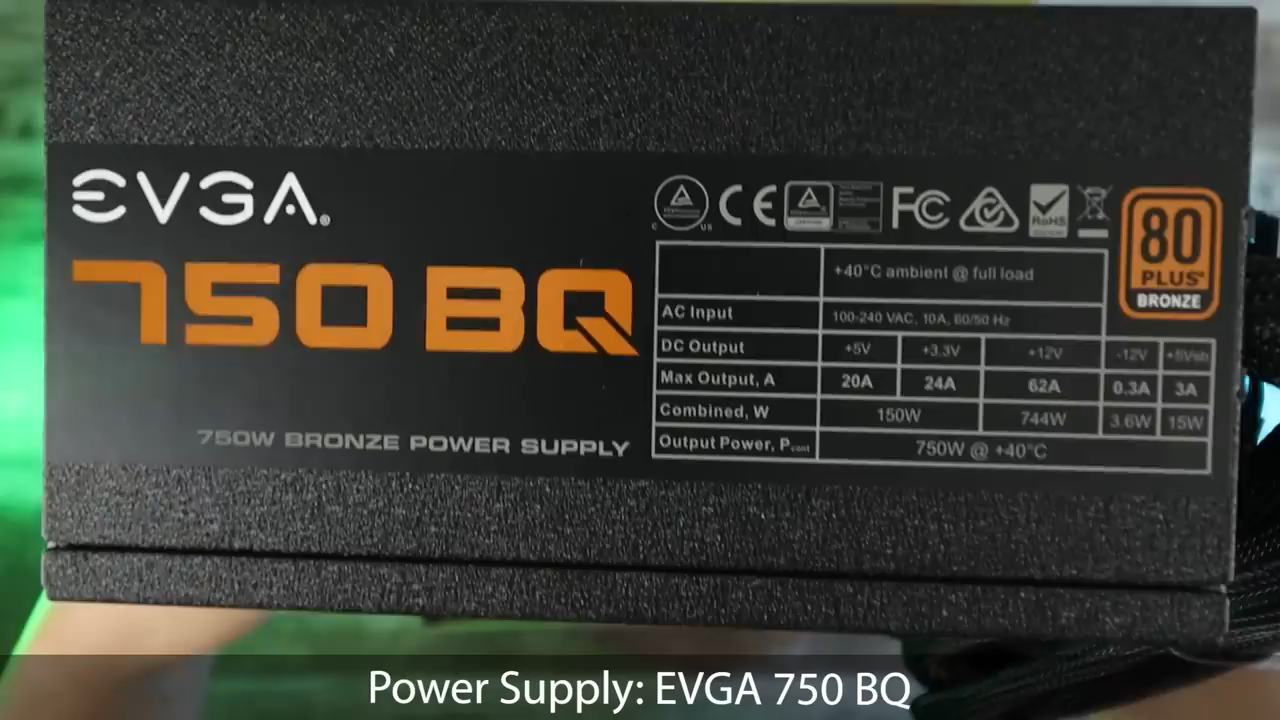 EVGA®
750 BQ
750W BRONZE POWER SUPPLY
C US
CE
FC
RoHS
80
PLUS®
BRONZE
+40°C ambient @ full load
AC Input 100-240 VAC, 10A, 60/50 Hz
DC Output +5V +3.3V +12V -12V +5Vsb
Max Output, A 20A 24A 62A 0.3A 3A
Combined, W 150W 744W 3.6W 15W
Output Power, Pcont 750W @ +40°C
Power Supply: EVGA 750 BQ